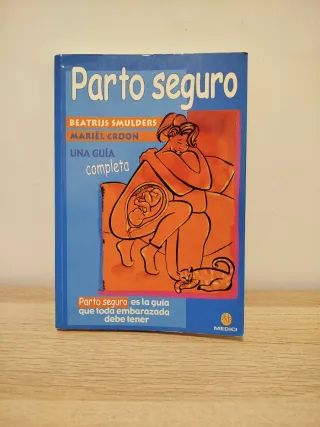 Parto seguro
BEATRIJS SMULDERS
MARIËL CROON
UNA GUÍA
completa
Parto seguro es la guía
que toda embarazada
debe tener
MEDICI